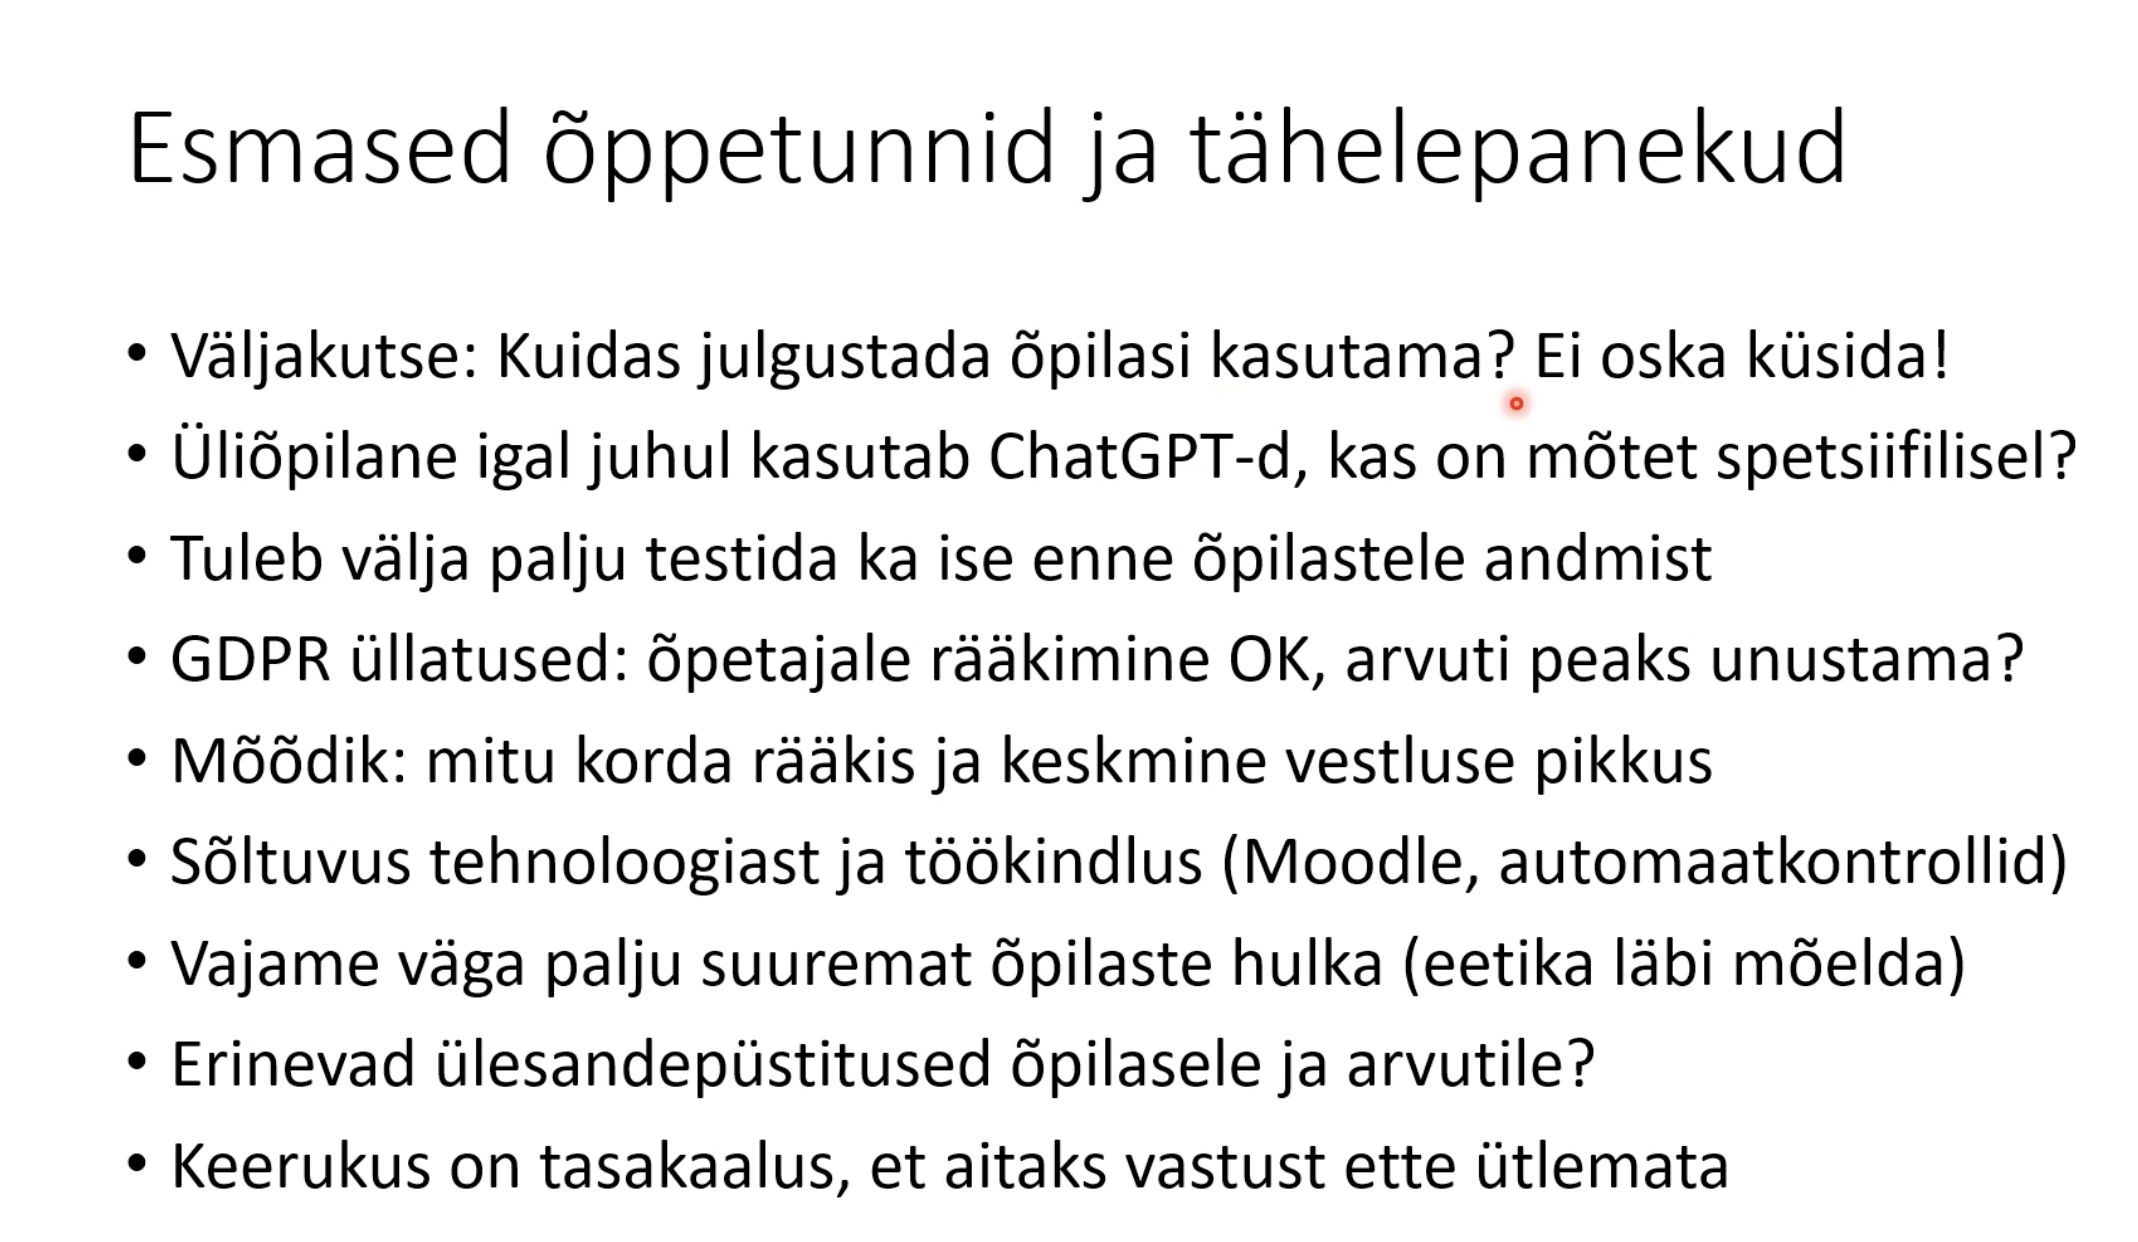 Esmased õppetunnid ja tähelepanekud
• Väljakutse: Kuidas julgustada õpilasi kasutama? Ei oska küsida!
• Üliõpilane igal juhul kasutab ChatGPT-d, kas on mõtet spetsiifilisel?
• Tuleb välja palju testida ka ise enne õpilastele andmist
• GDPR üllatused: õpetajale rääkimine OK, arvuti peaks unustama?
• Mõõdik: mitu korda rääkis ja keskmine vestluse pikkus
• Sõltuvus tehnoloogiast ja töökindlus (Moodle, automaatkontrollid)
• Vajame väga palju suuremat õpilaste hulka (eetika läbi mõelda)
• Erinevad ülesandepüstitused õpilasele ja arvutile?
• Keerukus on tasakaalus, et aitaks vastust ette ütlemata